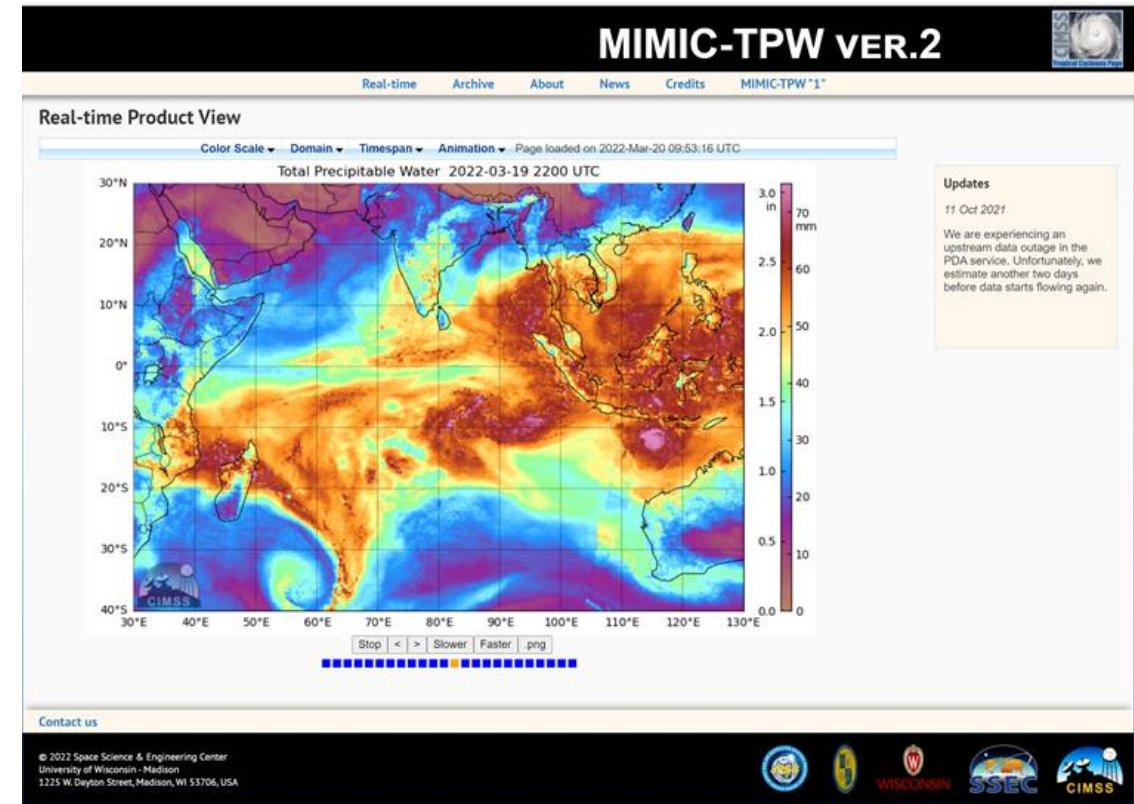 MIMIC-TPW VER.2
CIMSS
Tropical Cyclones Page
Real-time Archive About News Credits MIMIC-TPW "1"
Real-time Product View
Color Scale Domain Timespan Animation Page loaded on 2022-Mar-20 09:53:16 UTC
Total Precipitable Water 2022-03-19 2200 UTC
30°N
20°N
10°N
0°
10°S
20°S
30°S
40°S
30°E 40°E 50°E 60°E 70°E 80°E 90°E 100°E 110°E 120°E 130°E
3.0
in
2.5
2.0
1.5
1.0
0.5
0.0
70
mm
60
50
40
30
20
10
0
CIMSS
Updates
11 Oct 2021
We are experiencing an
upstream data outage in the
PDA service. Unfortunately, we
estimate another two days
before data starts flowing again.
Stop < > Slower Faster .png
Contact us
© 2022 Space Science & Engineering Center
University of Wisconsin - Madison
1225 W. Dayton Street, Madison, WI 53706, USA
WISCONSIN
SSEC
CIMSS